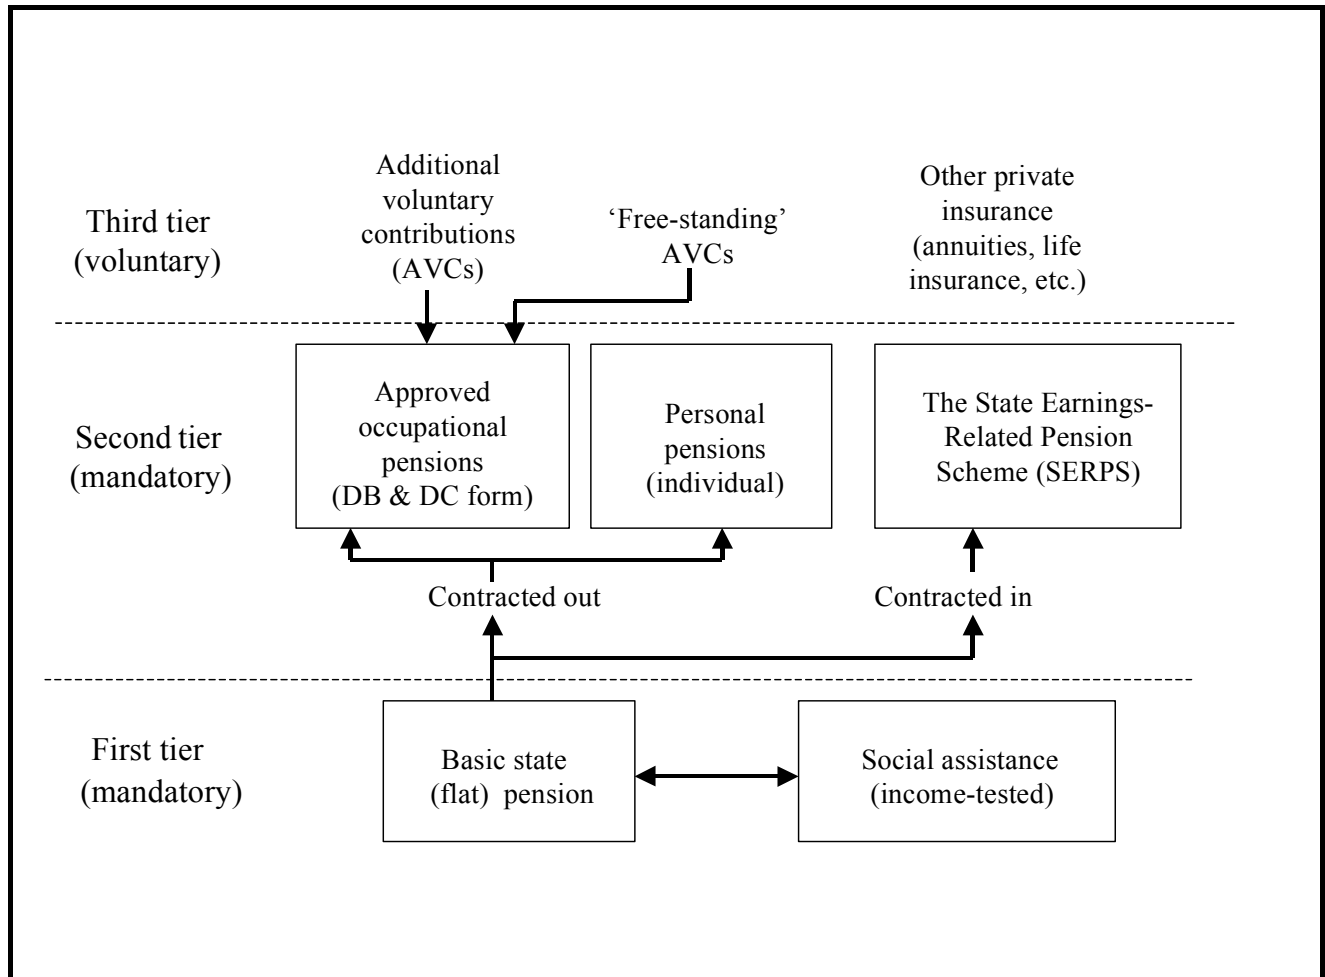 Third tier
(voluntary)
Additional
voluntary
contributions
(AVCs)
‘Free-standing’
AVCs
Other private
insurance
(annuities, life
insurance, etc.)
Second tier
(mandatory)
Approved
occupational
pensions
(DB & DC form)
Personal
pensions
(individual)
The State Earnings-
Related Pension
Scheme (SERPS)
Contracted out
Contracted in
First tier
(mandatory)
Basic state
(flat) pension
Social assistance
(income-tested)